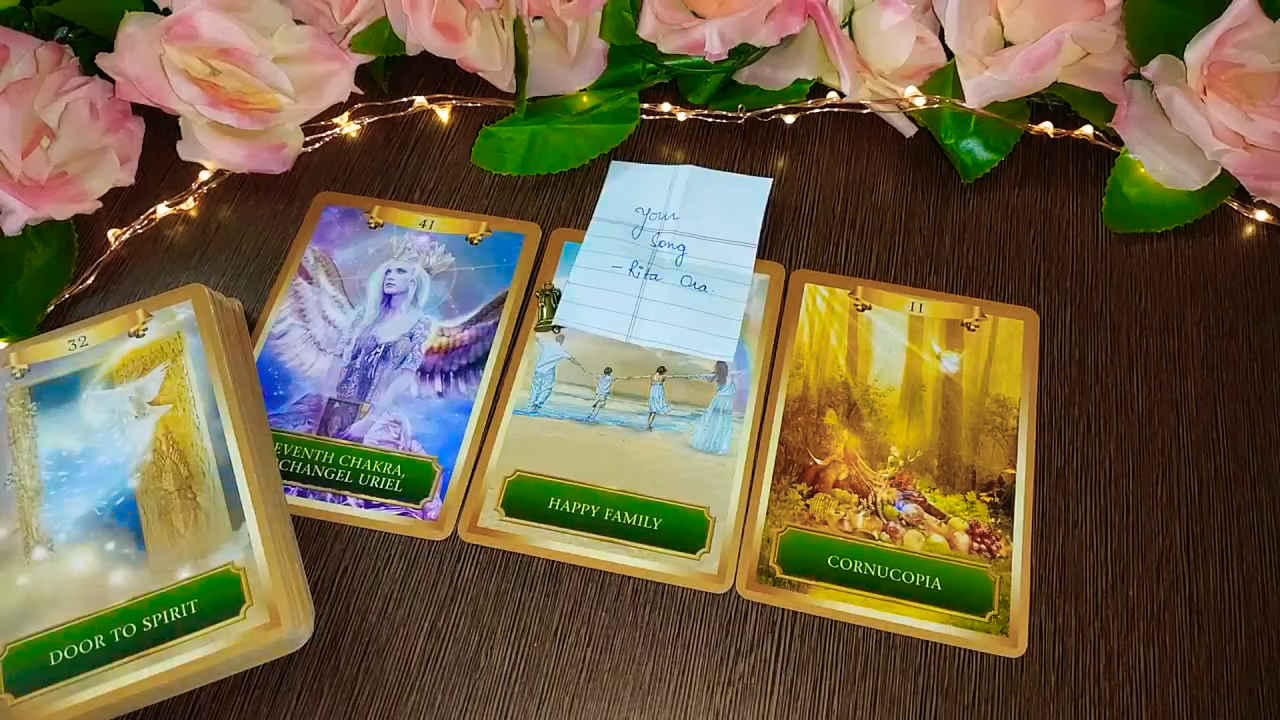 32
DOOR TO SPIRIT
41
EVENTH CHAKRA,
CHANGEL URIEL
Your
Song
- Rita Ora.
HAPPY FAMILY
11
CORNUCOPIA